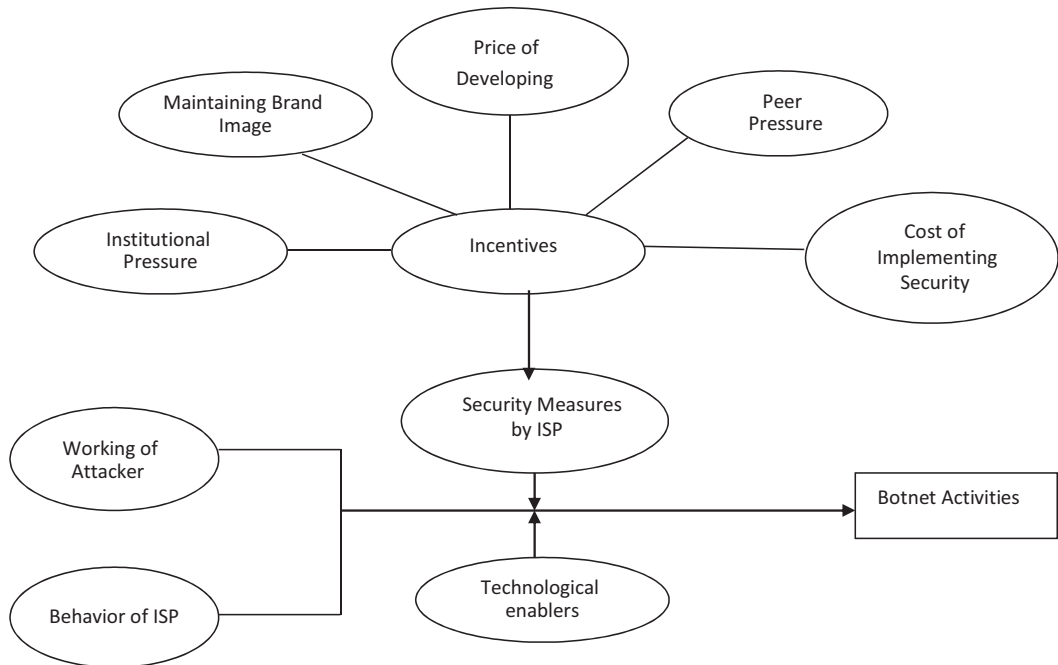 Price of
Developing
Maintaining Brand
Image
Peer
Pressure
Institutional
Pressure
Incentives
Cost of
Implementing
Security
Security Measures
by ISP
Working of
Attacker
Botnet Activities
Technological
enablers
Behavior of ISP